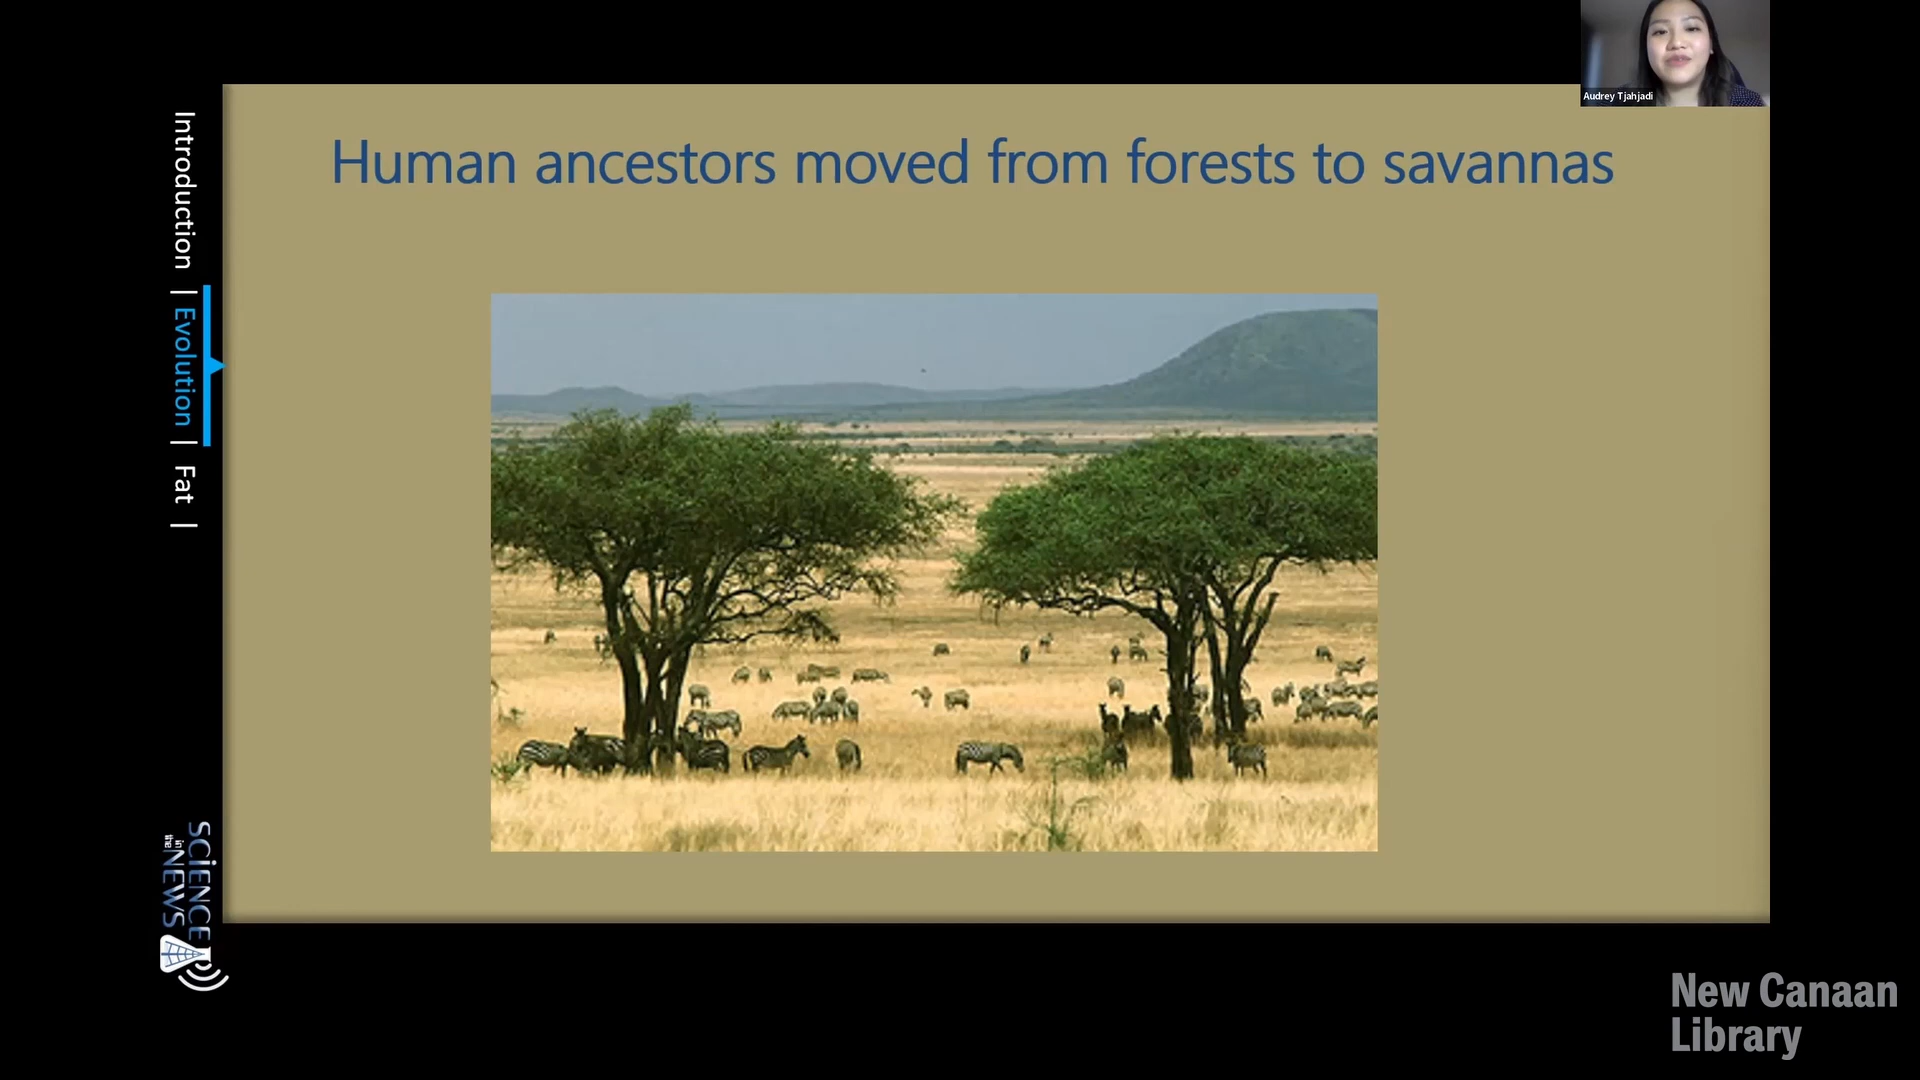 Audrey Tjahjadi
Human ancestors moved from forests to savannas
Introduction | Evolution | Fat |
SCIENCE
in the NEWS
New Canaan
Library